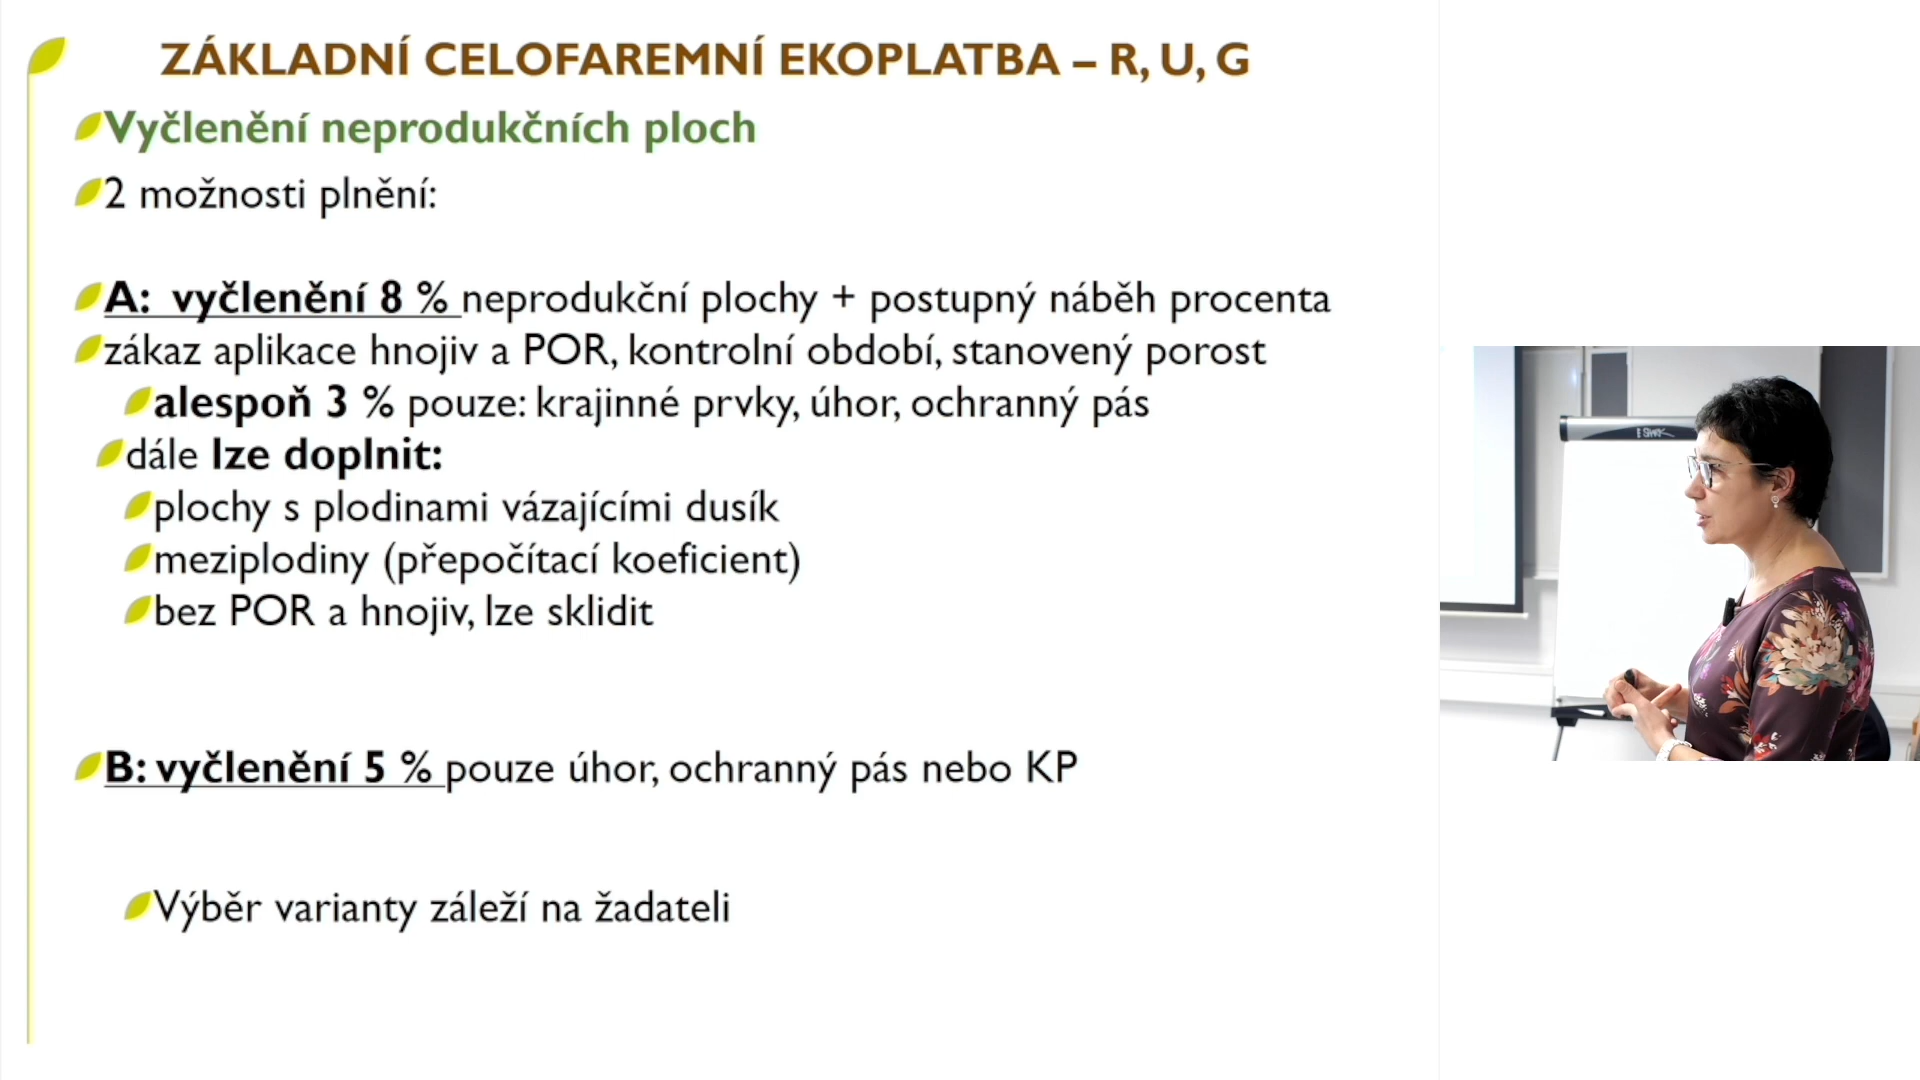 ZÁKLADNÍ CELOFAREMNÍ EKOPLATBA – R, U, G
Vyčlenění neprodukčních ploch
2 možnosti plnění:
A: vyčlenění 8 % neprodukční plochy + postupný náběh procenta
zákaz aplikace hnojiv a POR, kontrolní období, stanovený porost
alespoň 3 % pouze: krajinné prvky, úhor, ochranný pás
dále lze doplnit:
plochy s plodinami vázajícími dusík
meziplodiny (přepočítací koeficient)
bez POR a hnojiv, lze sklidit
B: vyčlenění 5 % pouze úhor, ochranný pás nebo KP
Výběr varianty záleží na žadateli